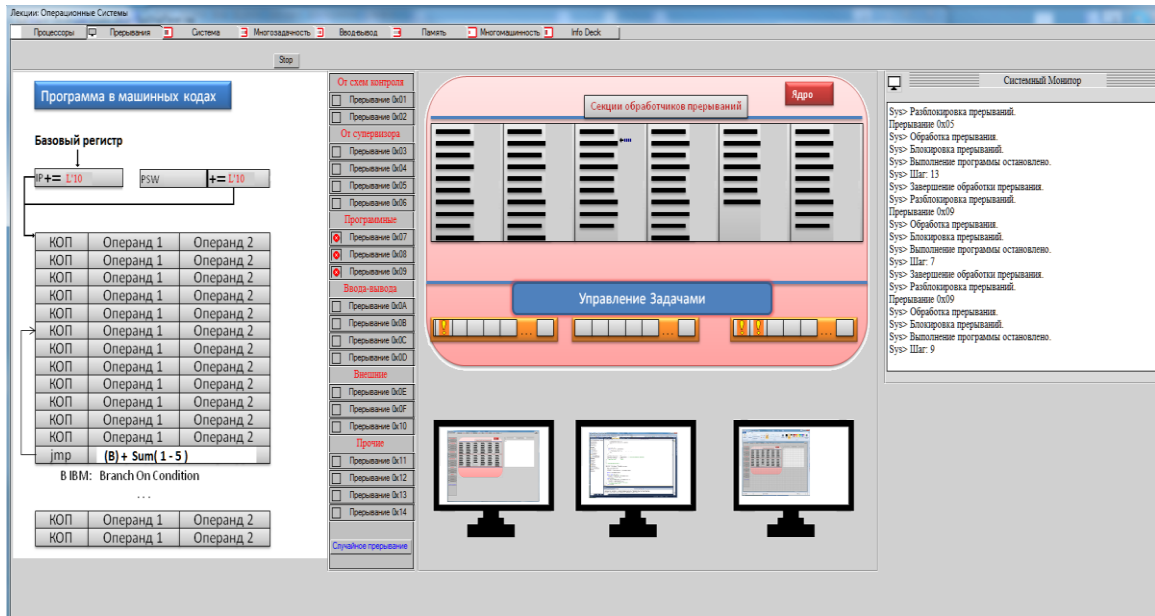 Лекции: Операционные Системы
Процессоры Прерывания Система Многозадачность Ввод-вывод Память Многомашинность Info Deck
Stop
Программа в машинных кодах
Базовый регистр
IP += L'10 PSW += L'10
КОП Операнд 1 Операнд 2
КОП Операнд 1 Операнд 2
КОП Операнд 1 Операнд 2
КОП Операнд 1 Операнд 2
КОП Операнд 1 Операнд 2
КОП Операнд 1 Операнд 2
КОП Операнд 1 Операнд 2
КОП Операнд 1 Операнд 2
КОП Операнд 1 Операнд 2
КОП Операнд 1 Операнд 2
КОП Операнд 1 Операнд 2
КОП Операнд 1 Операнд 2
jmp (B) + Sum( 1 - 5 )
В IBM: Branch On Condition
...
КОП Операнд 1 Операнд 2
КОП Операнд 1 Операнд 2
От схем контроля
Прерывание 0x01
Прерывание 0x02
От супервизора
Прерывание 0x03
Прерывание 0x04
Прерывание 0x05
Прерывание 0x06
Программные
Прерывание 0x07
Прерывание 0x08
Прерывание 0x09
Ввода-вывода
Прерывание 0x0A
Прерывание 0x0B
Прерывание 0x0C
Прерывание 0x0D
Внешние
Прерывание 0x0E
Прерывание 0x0F
Прерывание 0x10
Прочие
Прерывание 0x11
Прерывание 0x12
Прерывание 0x13
Прерывание 0x14
Случайное прерывание
Ядро
Секции обработчиков прерываний
Управление Задачами
... ... ...
Системный Монитор
Sys> Разблокировка прерываний.
Прерывание 0x05
Sys> Обработка прерывания.
Sys> Блокировка прерываний.
Sys> Выполнение программы остановлено.
Sys> Шаг: 13
Sys> Завершение обработки прерывания.
Sys> Разблокировка прерываний.
Прерывание 0x09
Sys> Обработка прерывания.
Sys> Блокировка прерываний.
Sys> Выполнение программы остановлено.
Sys> Шаг: 7
Sys> Завершение обработки прерывания.
Sys> Разблокировка прерываний.
Прерывание 0x09
Sys> Обработка прерывания.
Sys> Блокировка прерываний.
Sys> Выполнение программы остановлено.
Sys> Шаг: 9